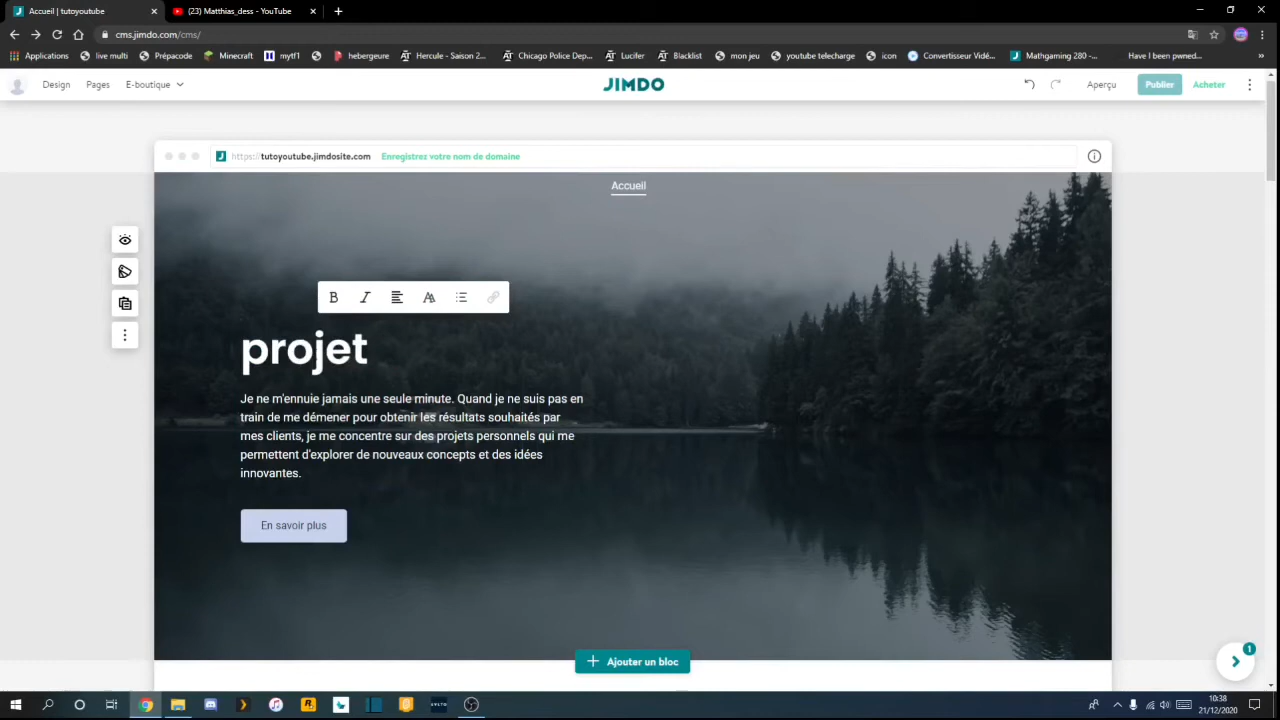 Accueil | tutoyoutube
(23) Matthias_dess - YouTube
cms.jimdo.com/cms/
Applications
live multi
Prépacode
Minecraft
mytf1
hebergeure
Hercule - Saison 2...
Chicago Police Dep...
Lucifer
Blacklist
mon jeu
youtube telecharge
icon
Convertisseur Vidé...
Mathgaming 280 -...
Have I been pwned...
Design
Pages
E-boutique
JIMDO
Aperçu
Publier
Acheter
https://tutoyoutube.jimdosite.com
Enregistrez votre nom de domaine
Accueil
projet
Je ne m'ennuie jamais une seule minute. Quand je ne suis pas en
train de me démener pour obtenir les résultats souhaités par
mes clients, je me concentre sur des projets personnels qui me
permettent d'explorer de nouveaux concepts et des idées
innovantes.
En savoir plus
Ajouter un bloc
1
10:38
21/12/2020